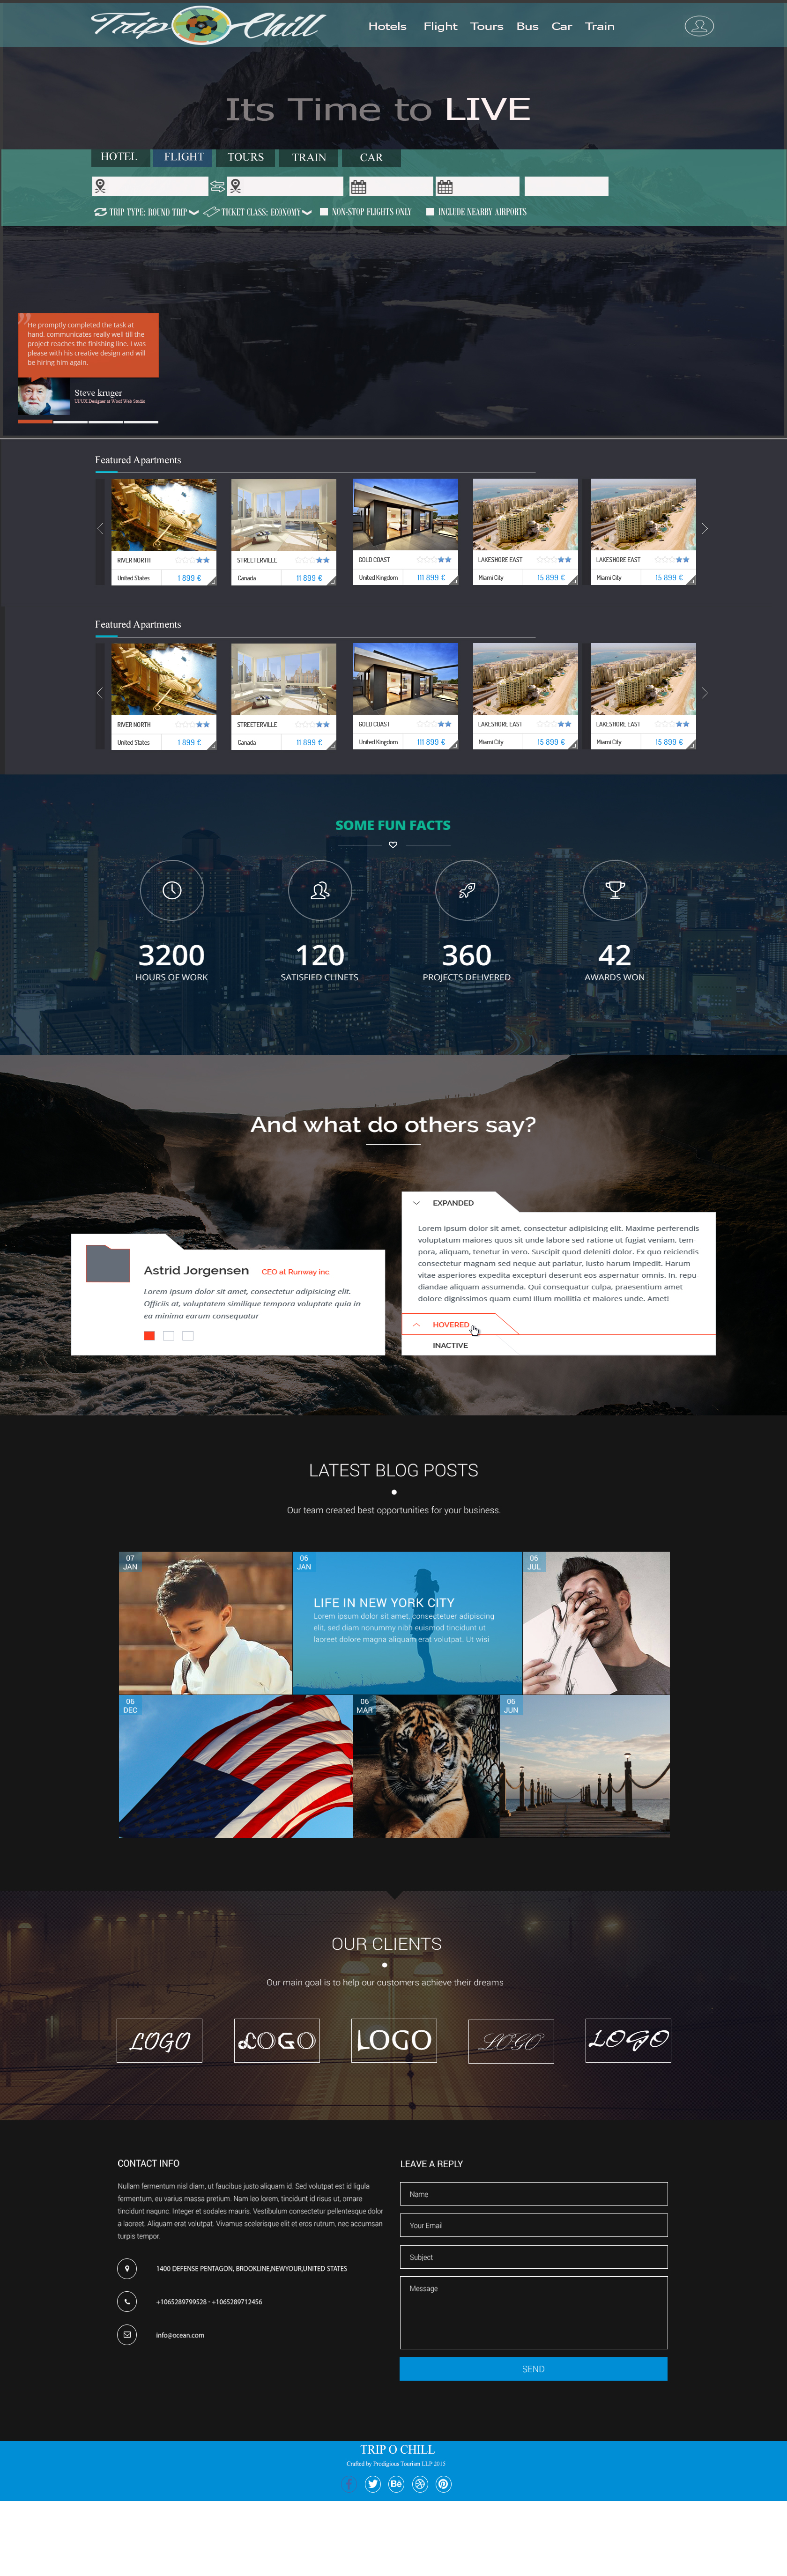 Trip O Chill
Hotels Flight Tours Bus Car Train
Its Time to LIVE
HOTEL FLIGHT TOURS TRAIN CAR
TRIP TYPE: ROUND TRIP TICKET CLASS: ECONOMY NON-STOP FLIGHTS ONLY INCLUDE NEARBY AIRPORTS
He promptly completed the task at
hand, communicates really well till the
project reaches the finishing line. I was
please with his creative design and will
be hiring him again.
Steve kruger
UI/UX Designer at Woof Web Studio
Featured Apartments
RIVER NORTH STREETERVILLE GOLD COAST LAKESHORE EAST LAKESHORE EAST
United States 1 899 € Canada 11 899 € United Kingdom 111 899 € Miami City 15 899 € Miami City 15 899 €
Featured Apartments
RIVER NORTH STREETERVILLE GOLD COAST LAKESHORE EAST LAKESHORE EAST
United States 1 899 € Canada 11 899 € United Kingdom 111 899 € Miami City 15 899 € Miami City 15 899 €
SOME FUN FACTS
3200 120 360 42
HOURS OF WORK SATISFIED CLINETS PROJECTS DELIVERED AWARDS WON
And what do others say?
Astrid Jorgensen CEO at Runway inc.
Lorem ipsum dolor sit amet, consectetur adipisicing elit.
Officiis at, voluptatem similique tempora voluptate quia in
ea minima earum consequatur
EXPANDED
Lorem ipsum dolor sit amet, consectetur adipisicing elit. Maxime perferendis
voluptatum maiores quos sit unde labore sed ratione ut fugiat veniam, tem-
pora, aliquam, tenetur in vero. Suscipit quod deleniti dolor. Ex quo reiciendis
consectetur magnam sed neque aut pariatur, iusto harum impedit. Harum
vitae asperiores expedita excepturi deserunt eos aspernatur omnis. In, repu-
diandae aliquam assumenda. Qui consequatur culpa, praesentium amet
dolore dignissimos quam eum! Illum mollitia et maiores unde. Amet!
HOVERED
INACTIVE
LATEST BLOG POSTS
Our team created best opportunities for your business.
07
JAN
06
JAN
LIFE IN NEW YORK CITY
Lorem ipsum dolor sit amet, consectetuer adipiscing
elit, sed diam nonummy nibh euismod tincidunt ut
laoreet dolore magna aliquam erat volutpat. Ut wisi
06
JUL
06
DEC
06
MAR
06
JUN
OUR CLIENTS
Our main goal is to help our customers achieve their dreams
LOGO LOGO LOGO LOGO LOGO
CONTACT INFO
Nullam fermentum nisl diam, ut faucibus justo aliquam id. Sed volutpat est id ligula
fermentum, eu varius massa pretium. Nam leo lorem, tincidunt id risus ut, ornare
tincidunt naqunc. Integer et sodales mauris. Vestibulum consectetur pellentesque dolor
a laoreet. Aliquam erat volutpat. Vivamus scelerisque elit et eros rutrum, nec accumsan
turpis tempor.
1400 DEFENSE PENTAGON, BROOKLINE,NEWYOUR,UNITED STATES
+1065289799528 - +1065289712456
info@ocean.com
LEAVE A REPLY
Name
Your Email
Subject
Message
SEND
TRIP O CHILL
Crafted by Prodigious Tourism LLP 2015
f Bē